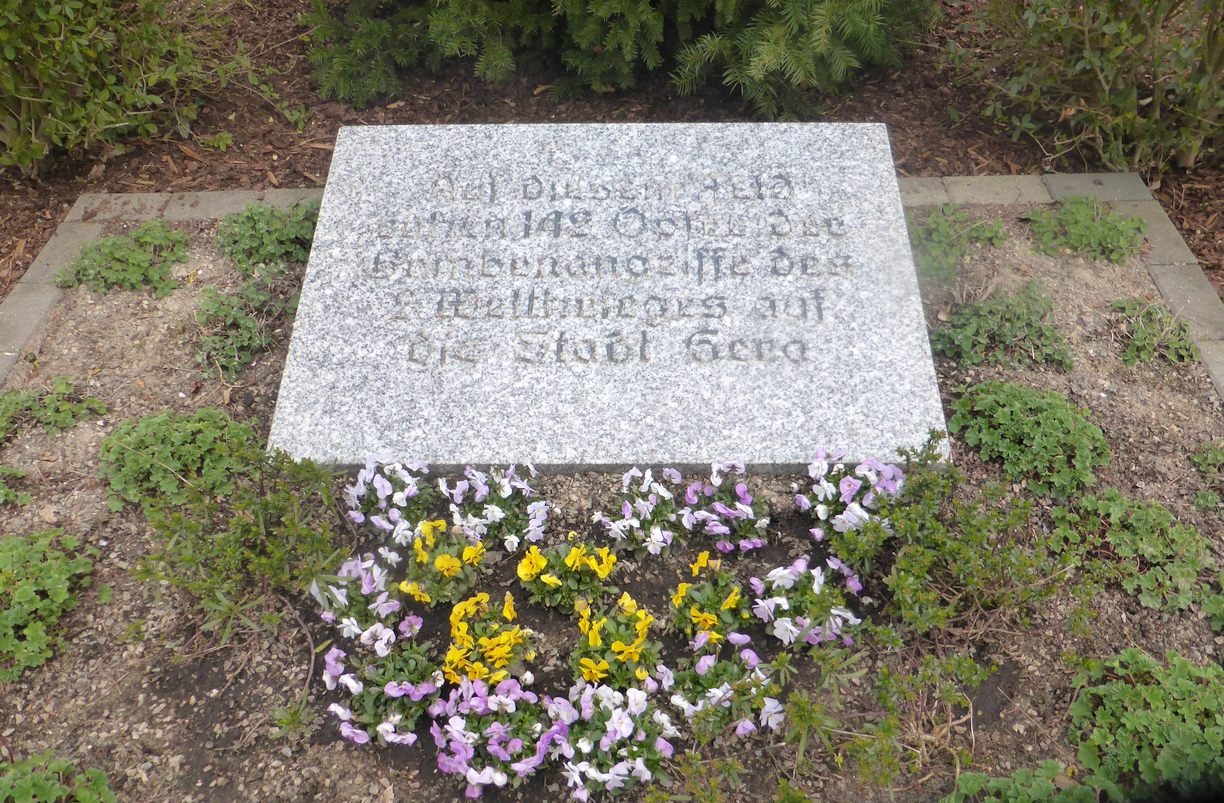 Auf diesem Feld
ruhen 142 Opfer der
Bombenangriffe des
2. Weltkrieges auf
die Stadt Gera